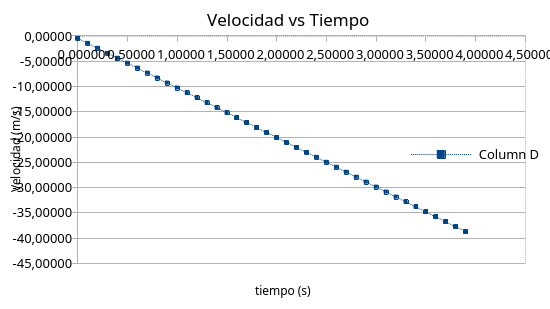 Velocidad vs Tiempo
0,00000
0,00000 0,50000 1,00000 1,50000 2,00000 2,50000 3,00000 3,50000 4,00000 4,50000
-5,00000
-10,00000
-15,00000
-20,00000
-25,00000
-30,00000
-35,00000
-40,00000
-45,00000
Velocidad (m/s)
Column D
tiempo (s)